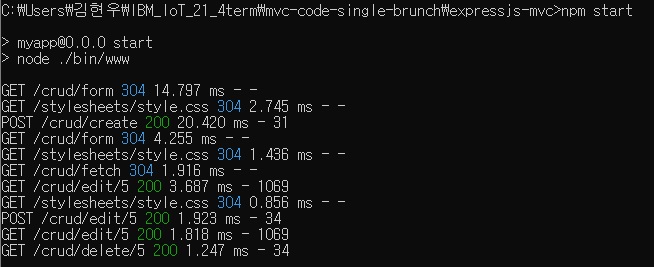 C:₩Users₩김현우₩IBM_IoT_21_4term₩mvc-code-single-brunch₩expressjs-mvc>npm start
> myapp@0.0.0 start
> node ./bin/www
GET /crud/form 304 14.797 ms - -
GET /stylesheets/style.css 304 2.745 ms - -
POST /crud/create 200 20.420 ms - 31
GET /crud/form 304 4.255 ms - -
GET /stylesheets/style.css 304 1.436 ms - -
GET /crud/fetch 304 1.916 ms - -
GET /crud/edit/5 200 3.687 ms - 1069
GET /stylesheets/style.css 304 0.856 ms - -
POST /crud/edit/5 200 1.923 ms - 34
GET /crud/edit/5 200 1.818 ms - 1069
GET /crud/delete/5 200 1.247 ms - 34